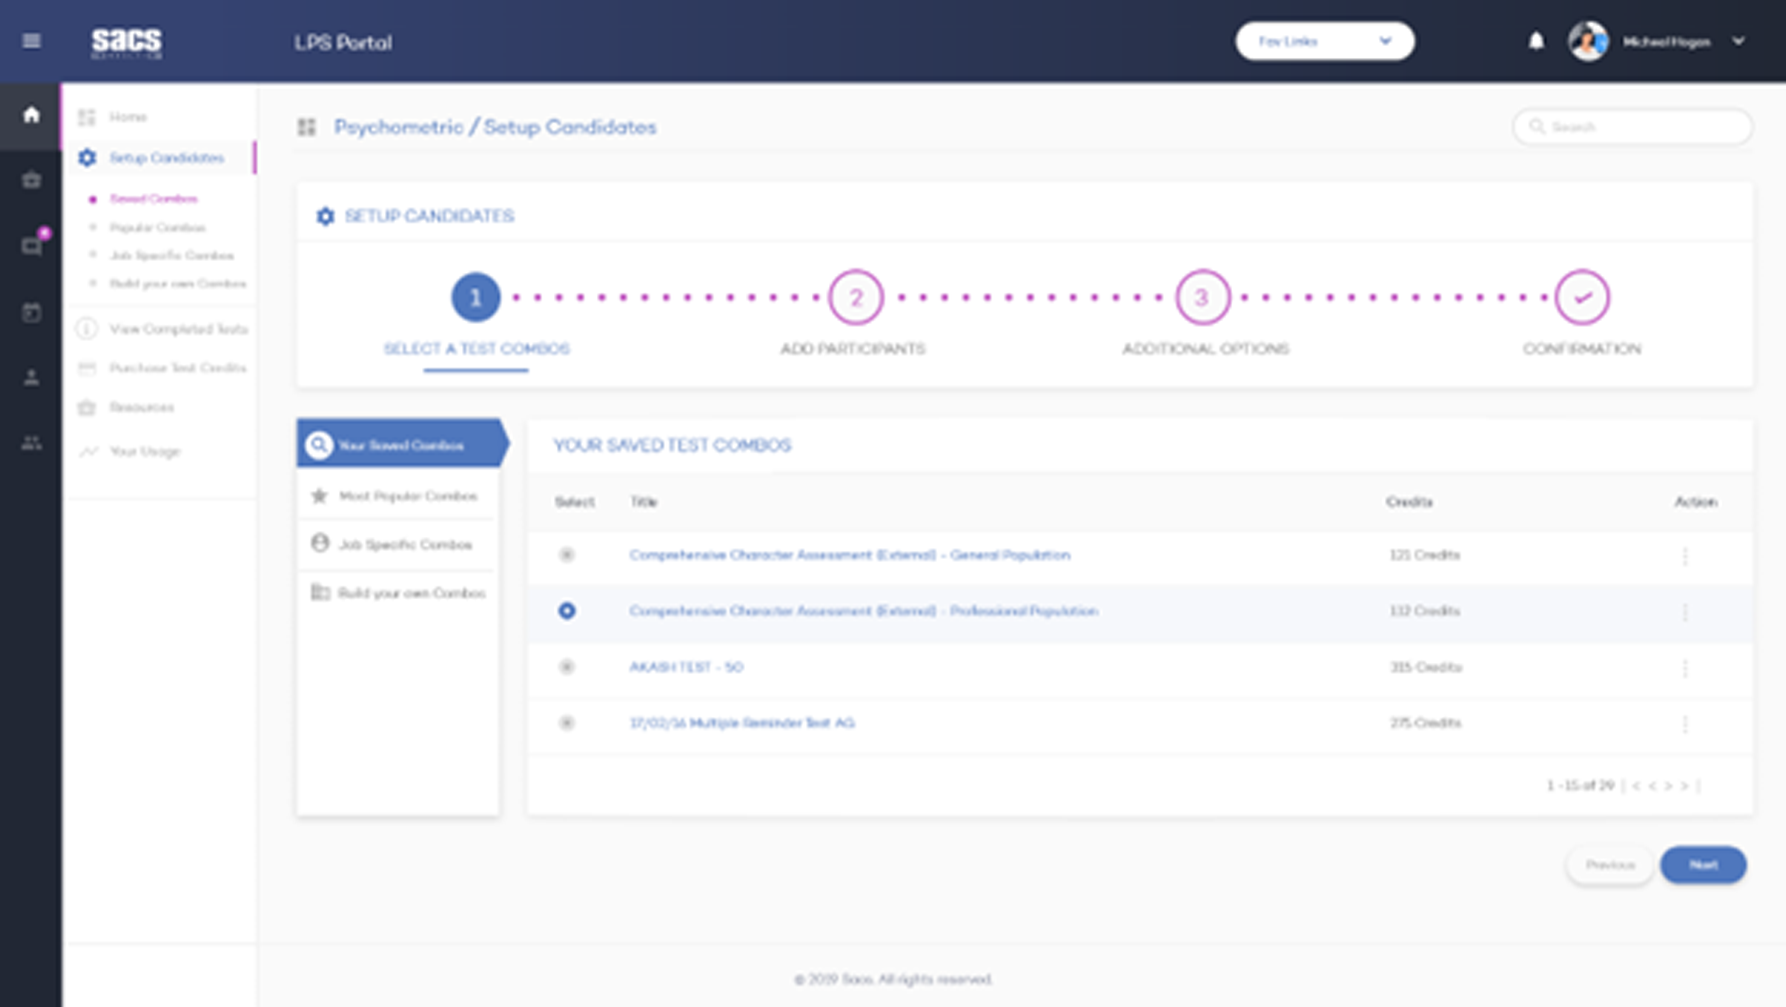 sacs
LPS Portal
Fav Links
Micheal Hogan
Home
Setup Candidates
Saved Combos
Popular Combos
Job Specific Combos
Build your own Combos
View Completed Tests
Purchase Test Credits
Resources
Your Usage
Psychometric / Setup Candidates
Search
SETUP CANDIDATES
1
2
3
SELECT A TEST COMBOS
ADD PARTICIPANTS
ADDITIONAL OPTIONS
CONFIRMATION
Your Saved Combos
Most Popular Combos
Job Specific Combos
Build your own Combos
YOUR SAVED TEST COMBOS
Select Title Credits Action
Comprehensive Character Assessment (External) - General Population 121 Credits
Comprehensive Character Assessment (External) - Professional Population 112 Credits
AKASH TEST - 50 315 Credits
17/02/16 Multiple Reminder Test AG 275 Credits
1 -15 of 29 | < < > > |
Previous Next
© 2019 Sacs. All rights reserved.